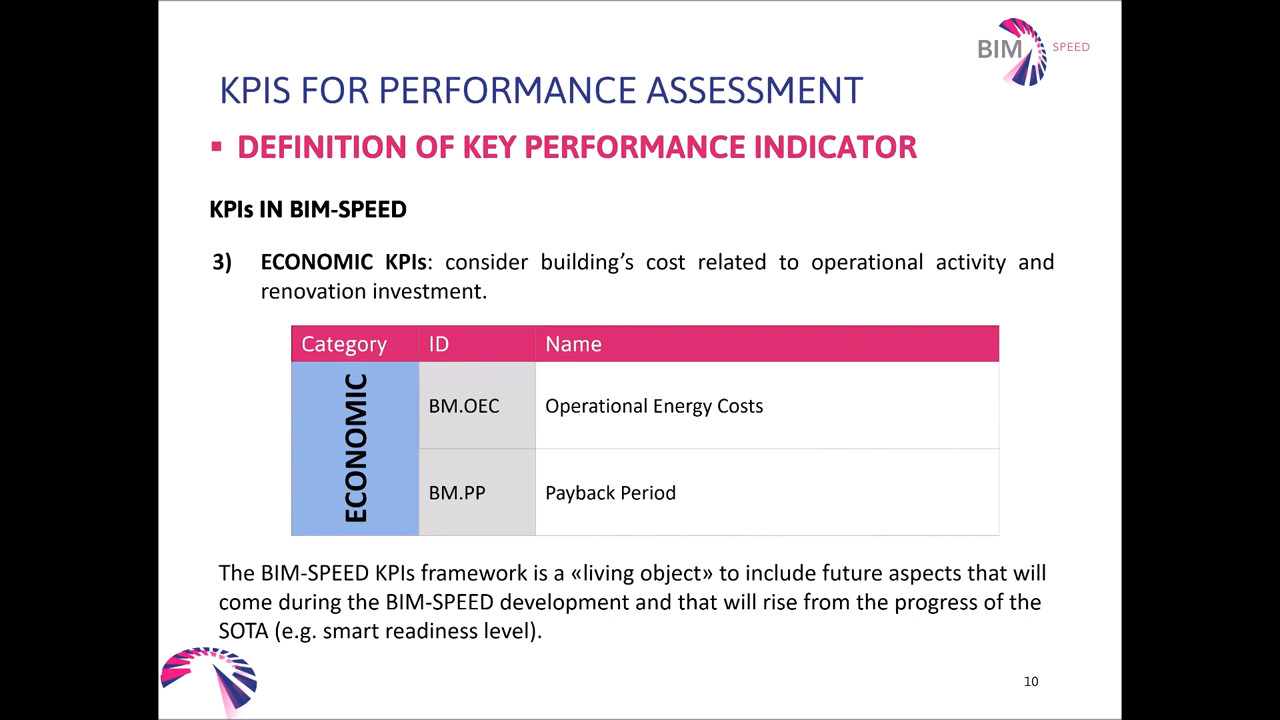 BIM SPEED
KPIS FOR PERFORMANCE ASSESSMENT
▪ DEFINITION OF KEY PERFORMANCE INDICATOR
KPIs IN BIM-SPEED
3) ECONOMIC KPIs: consider building’s cost related to operational activity and
renovation investment.
Category ID Name
ECONOMIC
BM.OEC Operational Energy Costs
BM.PP Payback Period
The BIM-SPEED KPIs framework is a «living object» to include future aspects that will
come during the BIM-SPEED development and that will rise from the progress of the
SOTA (e.g. smart readiness level).
10